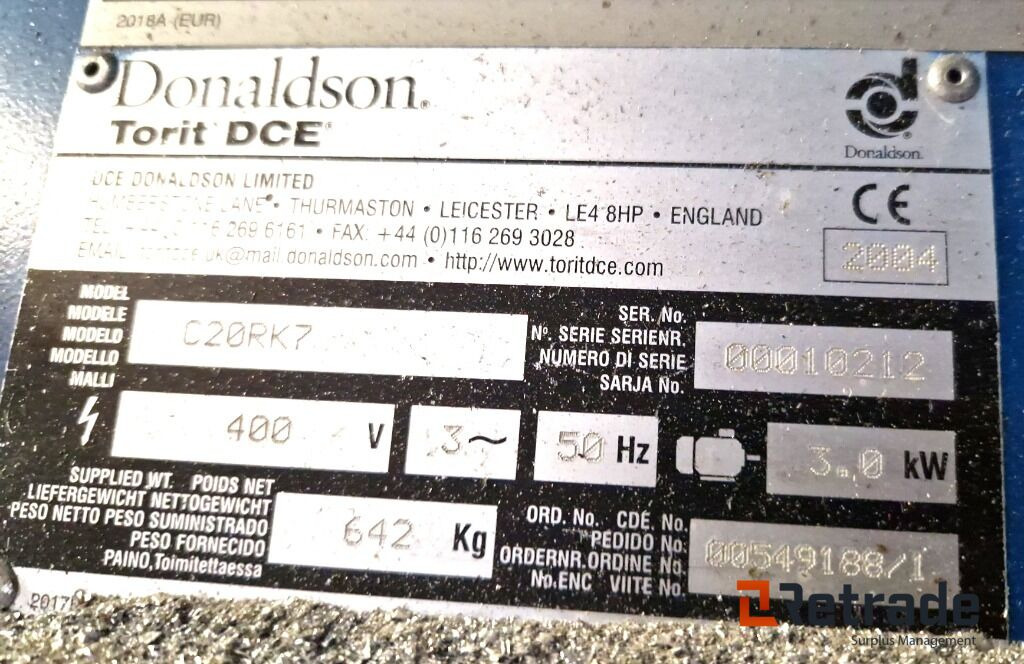 2018A (EUR)
Donaldson.
Torit DCE
Donaldson
DCE DONALDSON LIMITED
HUMBERSTONE LANE • THURMASTON • LEICESTER • LE4 8HP • ENGLAND
269 6161 • FAX: +44 (0)116 269 3028
EMAIL @mail.donaldson.com • http://www.toritdce.com
CE
2004
MODEL
MODELE
MODELO
MODELLO
MALLI
C20RK7
SER. No.
N° SERIE SERIENR.
NUMERO DI SERIE
SARJA No.
00010212
400 V
3~
50 Hz
3.0 kW
SUPPLIED WT. POIDS NET
LIEFERGEWICHT NETTOGEWICHT
PESO NETTO PESO SUMINISTRADO
PESO FORNECIDO
PAINO,Toimitettaessa
642 Kg
ORD. No. CDE. No.
PEDIDO No.
ORDERNR.ORDINE No.
No.ENC VIITE No.
00549188/1
Retrade
Surplus Management